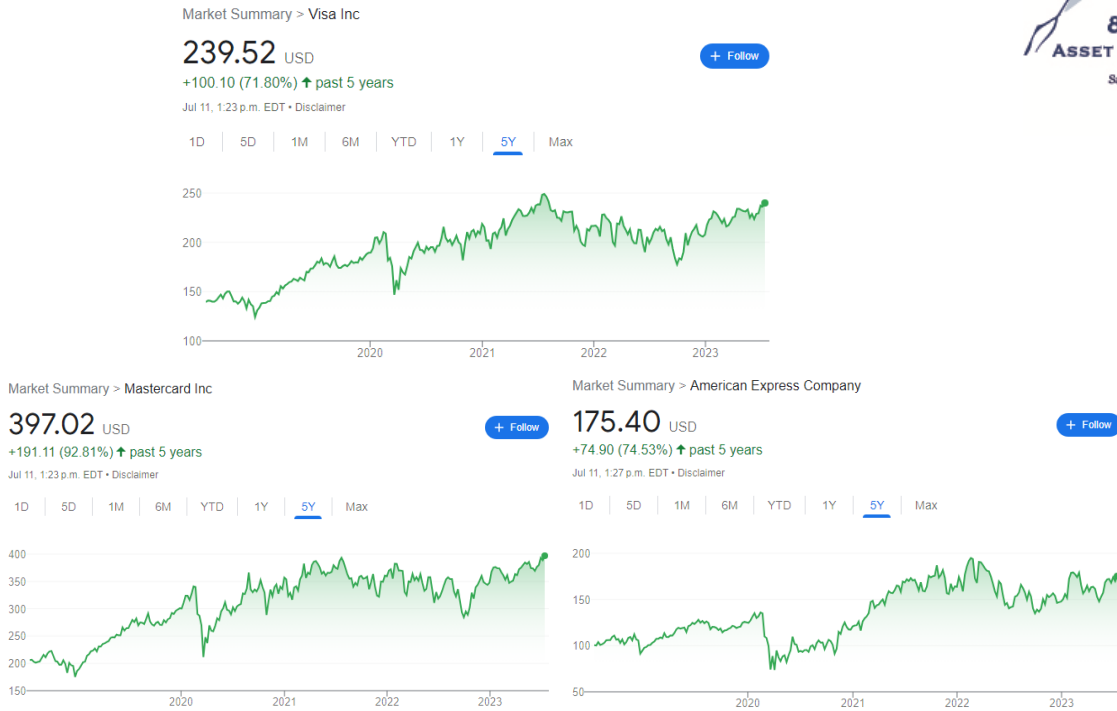 Market Summary > Visa Inc
239.52 USD
+ Follow
+100.10 (71.80%) ↑ past 5 years
Jul 11, 1:23 p.m. EDT • Disclaimer
1D 5D 1M 6M YTD 1Y 5Y Max
250
200
150
100
2020 2021 2022 2023
&
ASSET
Market Summary > Mastercard Inc
397.02 USD
+ Follow
+191.11 (92.81%) ↑ past 5 years
Jul 11, 1:23 p.m. EDT • Disclaimer
1D 5D 1M 6M YTD 1Y 5Y Max
400
350
300
250
200
150
2020 2021 2022 2023
Market Summary > American Express Company
175.40 USD
+ Follow
+74.90 (74.53%) ↑ past 5 years
Jul 11, 1:27 p.m. EDT • Disclaimer
1D 5D 1M 6M YTD 1Y 5Y Max
200
150
100
50
2020 2021 2022 2023